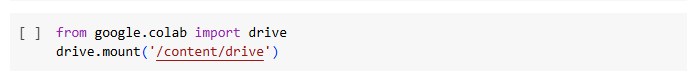 [ ] from google.colab import drive
drive.mount('/content/drive')